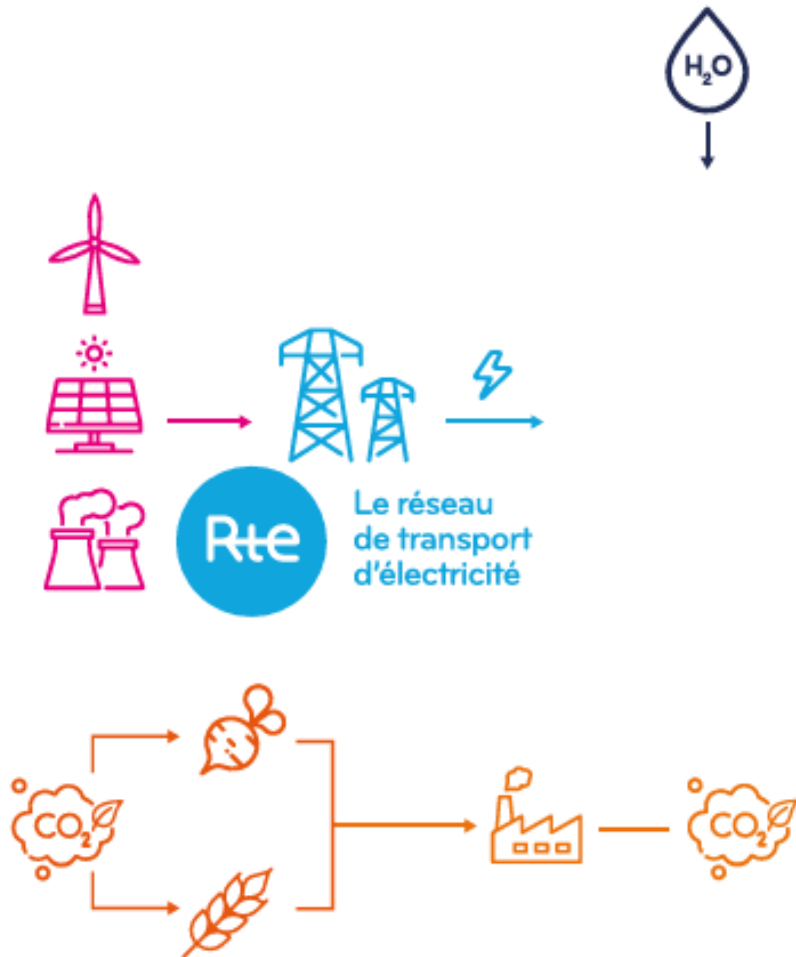 H₂O
Rte
Le réseau
de transport
d'électricité
CO₂
CO₂